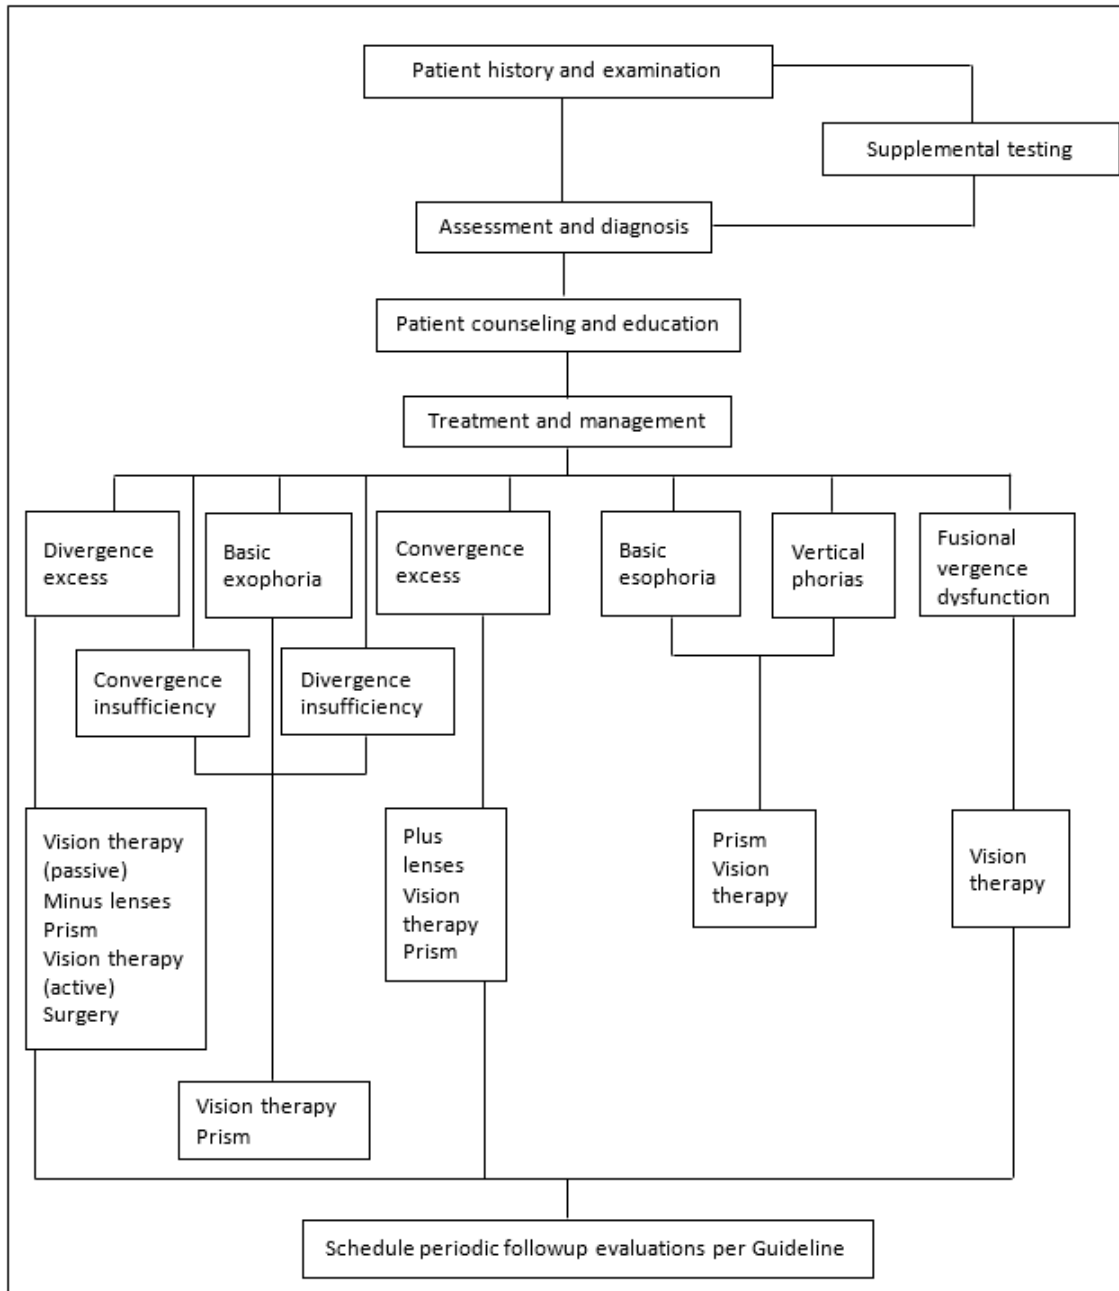 Patient history and examination
Supplemental testing
Assessment and diagnosis
Patient counseling and education
Treatment and management
Divergence
excess
Basic
exophoria
Convergence
excess
Basic
esophoria
Vertical
phorias
Fusional
vergence
dysfunction
Convergence
insufficiency
Divergence
insufficiency
Vision therapy
(passive)
Minus lenses
Prism
Vision therapy
(active)
Surgery
Plus
lenses
Vision
therapy
Prism
Prism
Vision
therapy
Vision
therapy
Vision therapy
Prism
Schedule periodic followup evaluations per Guideline